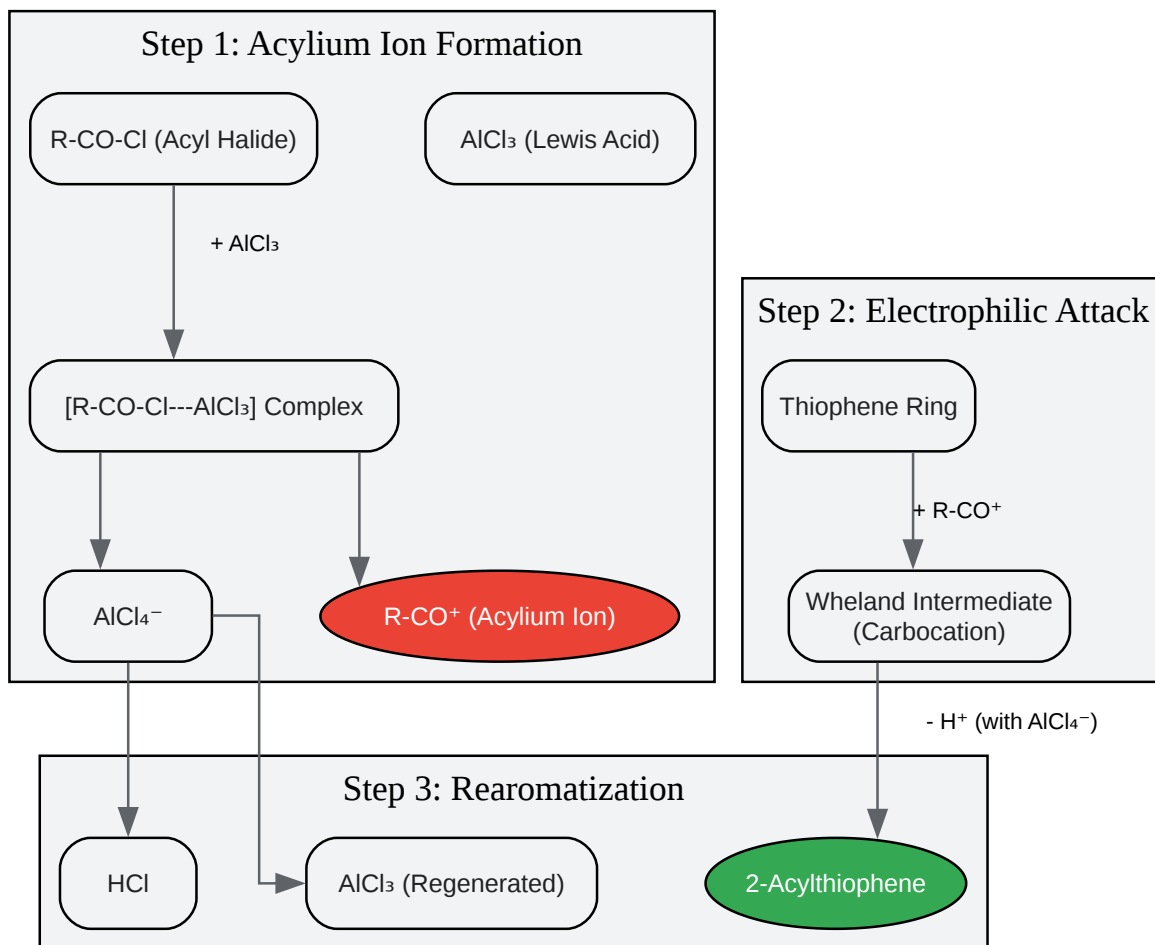 Step 1: Acylium Ion Formation
R-CO-Cl (Acyl Halide)
AlCl₃ (Lewis Acid)
+ AlCl₃
[R-CO-Cl---AlCl₃] Complex
AlCl₄⁻
R-CO⁺ (Acylium Ion)
Step 2: Electrophilic Attack
Thiophene Ring
+ R-CO⁺
Wheland Intermediate
(Carbocation)
- H⁺ (with AlCl₄⁻)
Step 3: Rearomatization
HCl
AlCl₃ (Regenerated)
2-Acylthiophene